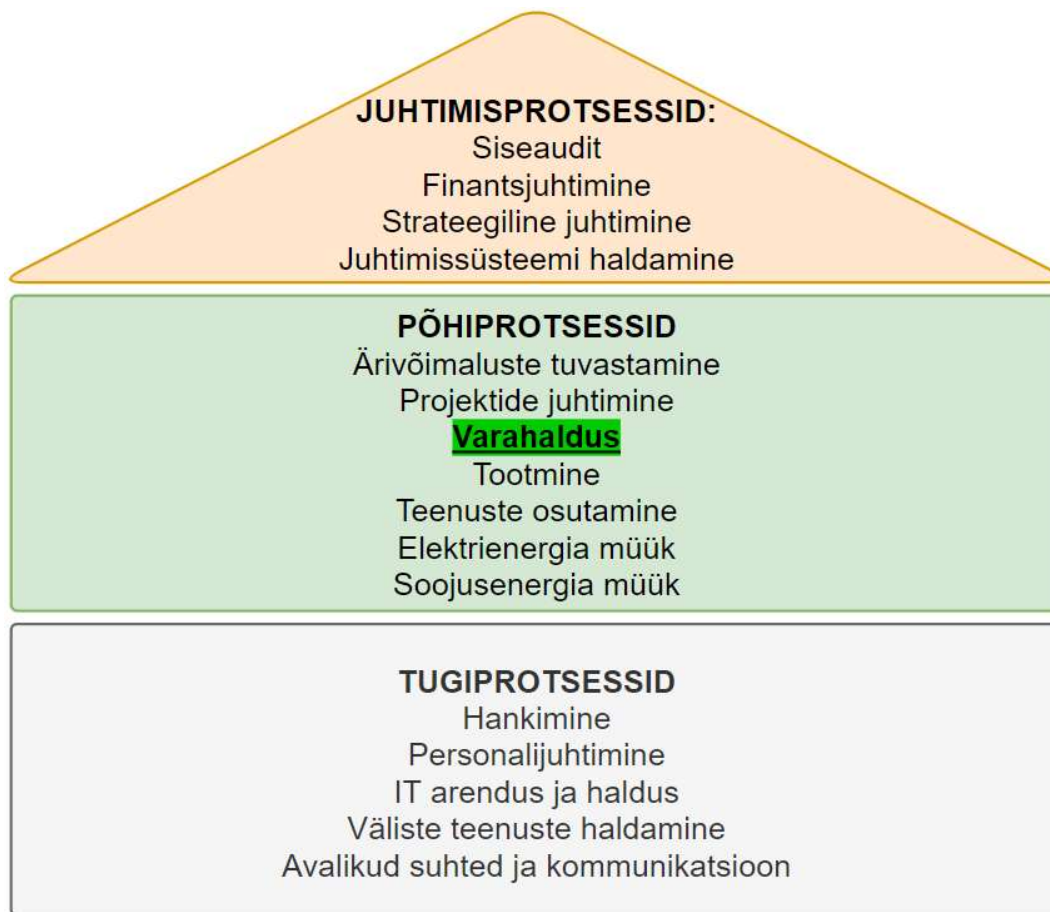 JUHTIMISPROTSESSID:
Siseaudit
Finantsjuhtimine
Strateegiline juhtimine
Juhtimissüsteemi haldamine
PÕHIPROTSESSID
Ärivõimaluste tuvastamine
Projektide juhtimine
Varahaldus
Tootmine
Teenuste osutamine
Elektrienergia müük
Soojusenergia müük
TUGIPROTSESSID
Hankimine
Personalijuhtimine
IT arendus ja haldus
Väliste teenuste haldamine
Avalikud suhted ja kommunikatsioon